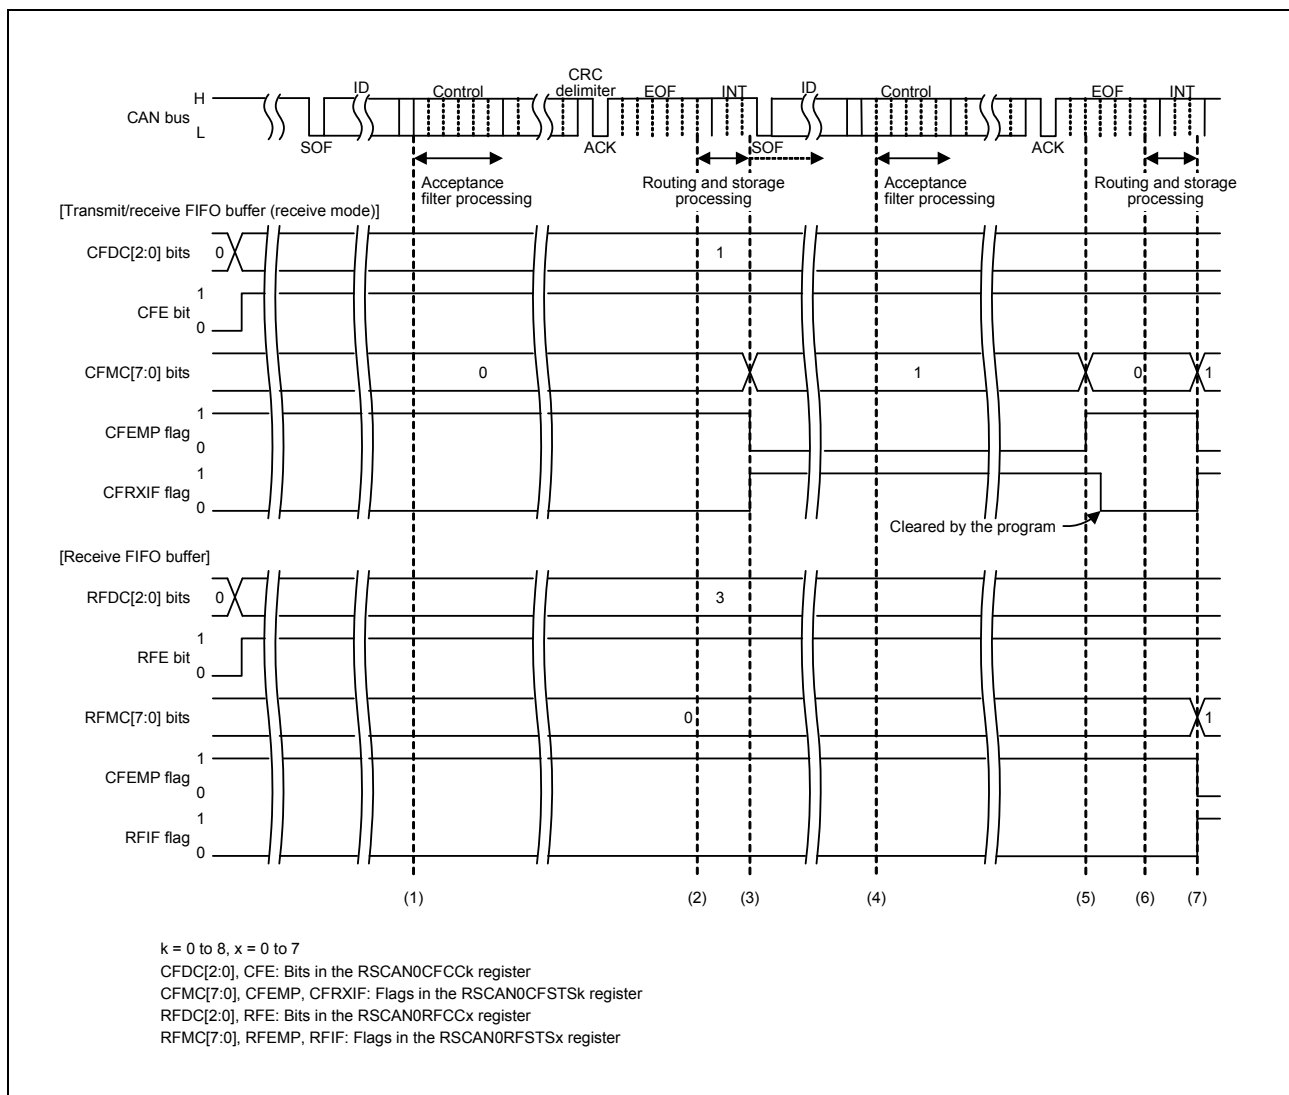 CRC
ID
Control
delimiter
EOF
INT
ID
Control
EOF
INT
H
CAN bus
L
SOF
ACK
SOF
ACK
Acceptance
filter processing
Routing and storage
processing
Acceptance
filter processing
Routing and storage
processing
[Transmit/receive FIFO buffer (receive mode)]
CFDC[2:0] bits
0
1
1
CFE bit
0
CFMC[7:0] bits
0
1
0
1
1
CFEMP flag
0
1
CFRXIF flag
0
Cleared by the program
[Receive FIFO buffer]
RFDC[2:0] bits
0
3
1
RFE bit
0
RFMC[7:0] bits
0
1
1
CFEMP flag
0
1
RFIF flag
0
(1)
(2)
(3)
(4)
(5)
(6)
(7)
k = 0 to 8, x = 0 to 7
CFDC[2:0], CFE: Bits in the RSCAN0CFCCk register
CFMC[7:0], CFEMP, CFRXIF: Flags in the RSCAN0CFSTSk register
RFDC[2:0], RFE: Bits in the RSCAN0RFCCx register
RFMC[7:0], RFEMP, RFIF: Flags in the RSCAN0RFSTSx register